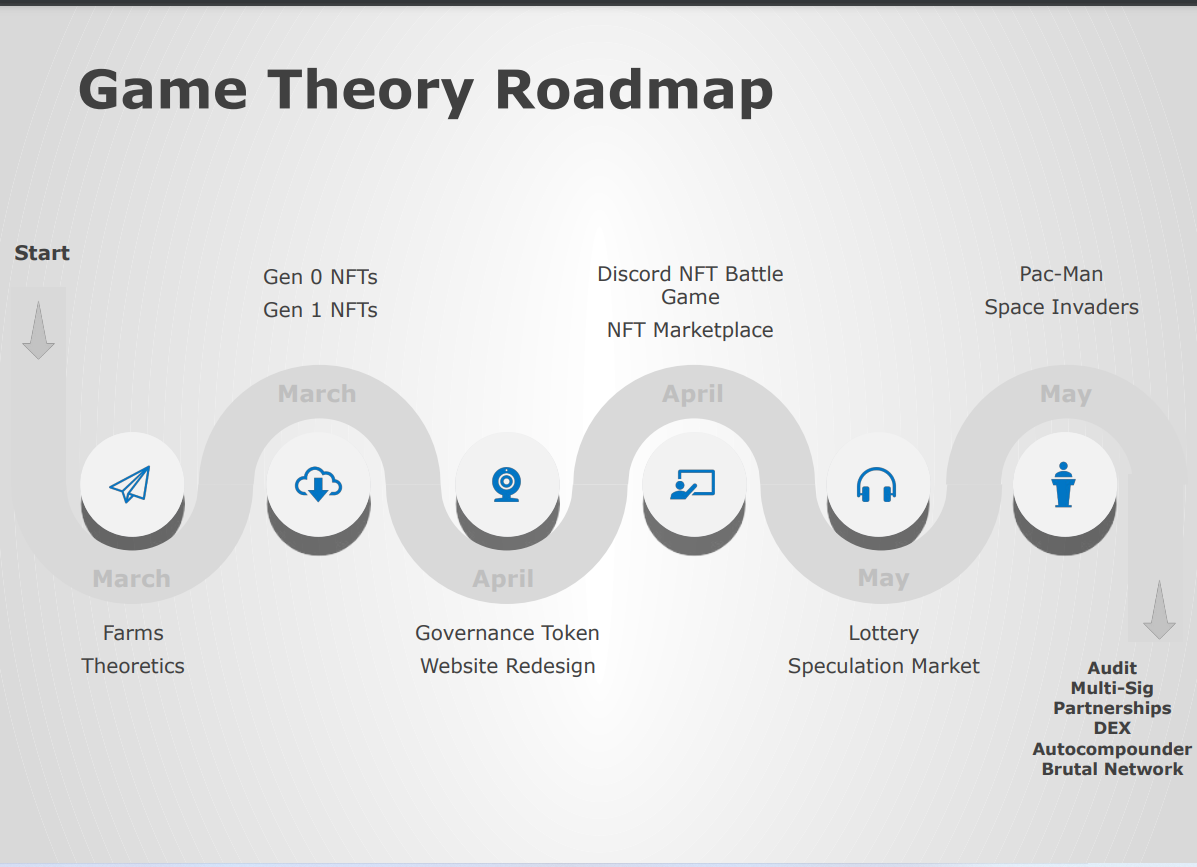 Game Theory Roadmap
Start
Gen 0 NFTs
Gen 1 NFTs
Discord NFT Battle
Game
NFT Marketplace
Pac-Man
Space Invaders
March
April
May
March
April
May
Farms
Theoretics
Governance Token
Website Redesign
Lottery
Speculation Market
Audit
Multi-Sig
Partnerships
DEX
Autocompounder
Brutal Network